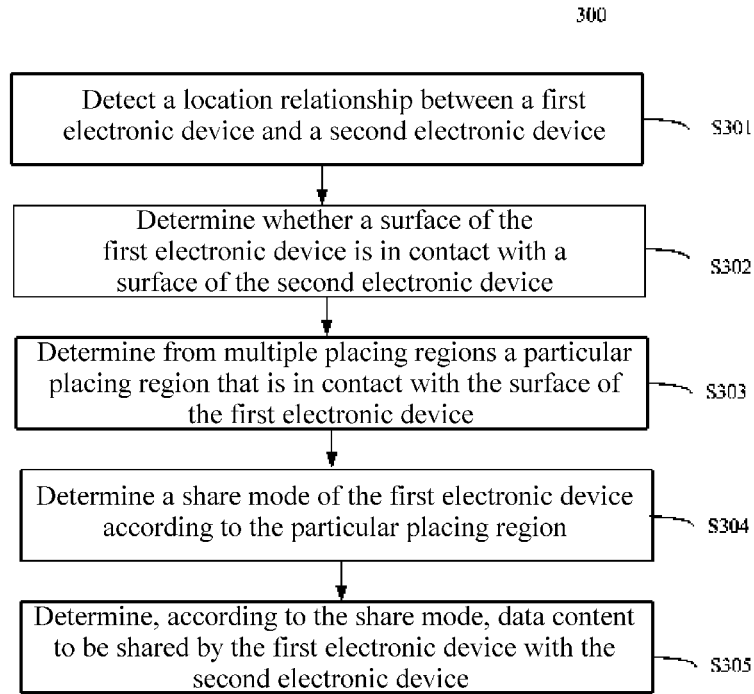 300
Detect a location relationship between a first
electronic device and a second electronic device
S301
Determine whether a surface of the
first electronic device is in contact with a
surface of the second electronic device
S302
Determine from multiple placing regions a particular
placing region that is in contact with the surface of
the first electronic device
S303
Determine a share mode of the first electronic device
according to the particular placing region
S304
Determine, according to the share mode, data content
to be shared by the first electronic device with the
second electronic device
S305